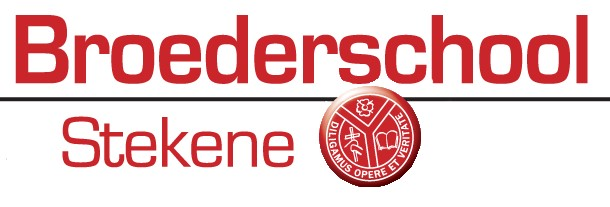 Broederschool
Stekene
DILIGAMUS OPERE ET VERITATE